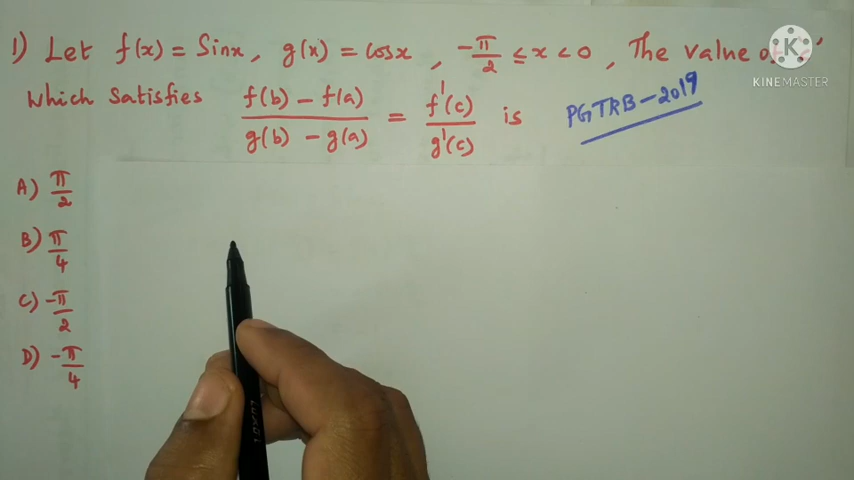 1) Let f(x) = Sinx, g(x) = cosx, -π/2 ≤ x < 0, The value of
KINEMASTER
which satisfies f(b) - f(a) / g(b) - g(a) = f'(c) / g'(c) is
PGTRB-2019
A) π/2
B) π/4
C) -π/2
D) -π/4